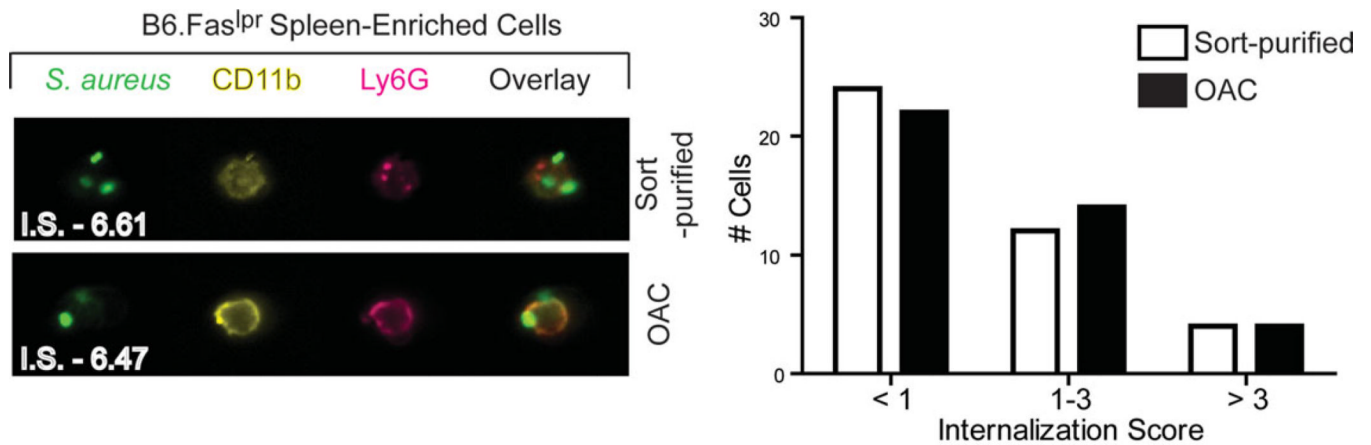 B6.Fas^lpr Spleen-Enriched Cells
S. aureus CD11b Ly6G Overlay
I.S. - 6.61
Sort
-purified
I.S. - 6.47
OAC
30
20
10
0
# Cells
Sort-purified
OAC
< 1 1-3 > 3
Internalization Score